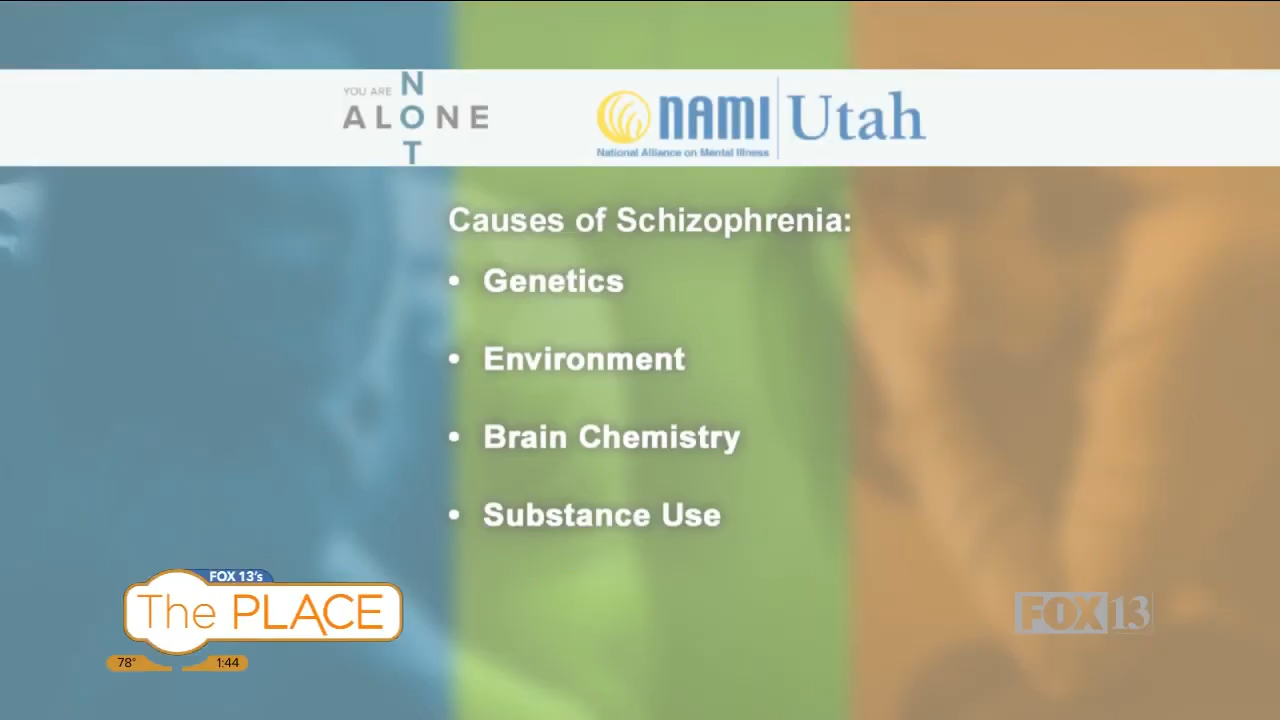 YOU ARE NOT ALONE
NAMI Utah
National Alliance on Mental Illness
Causes of Schizophrenia:
• Genetics
• Environment
• Brain Chemistry
• Substance Use
FOX 13's
The PLACE
78° 1:44
FOX 13